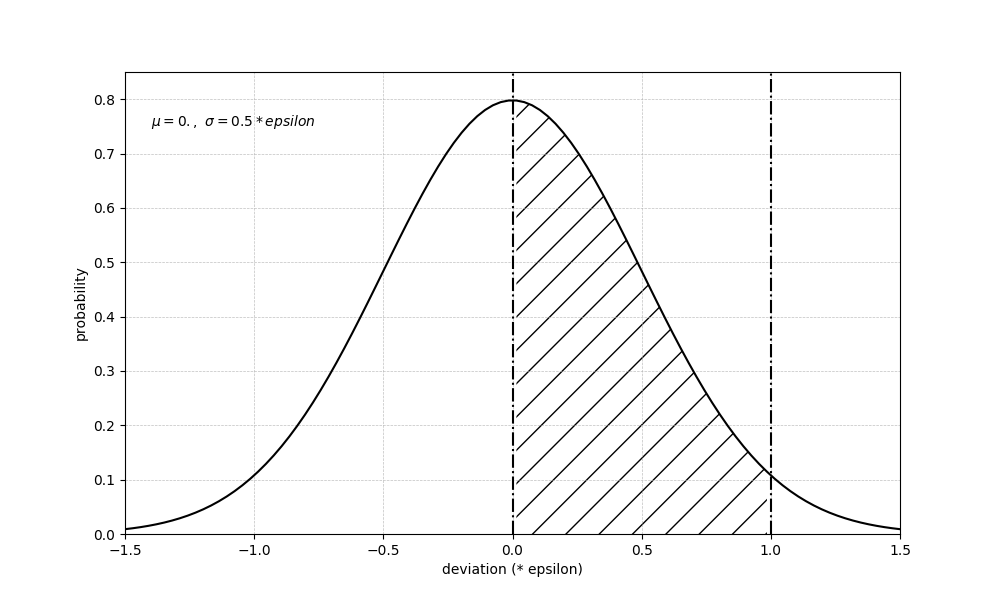 0.8
μ = 0. , σ = 0.5 * epsilon
0.7
0.6
0.5
0.4
0.3
0.2
0.1
0.0
probability
−1.5 −1.0 −0.5 0.0 0.5 1.0 1.5
deviation (* epsilon)